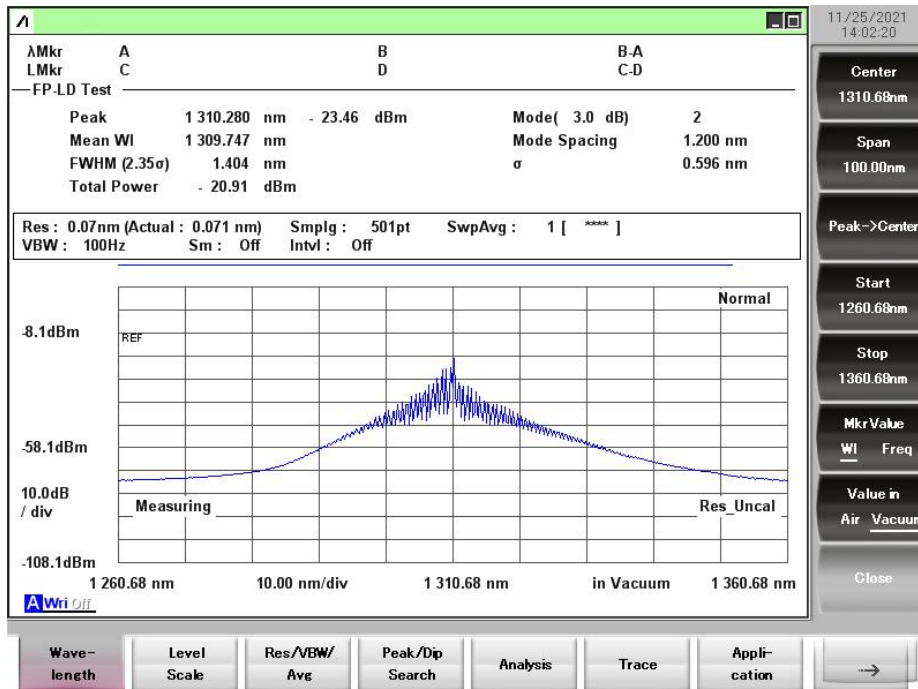 11/25/2021
14:02:20
λMkr A B B-A
LMkr C D C-D
FP-LD Test
Peak 1 310.280 nm - 23.46 dBm Mode( 3.0 dB) 2
Mean Wl 1 309.747 nm Mode Spacing 1.200 nm
FWHM (2.35σ) 1.404 nm σ 0.596 nm
Total Power - 20.91 dBm
Res : 0.07nm (Actual : 0.071 nm) Smplg : 501pt SwpAvg : 1 [ **** ]
VBW : 100Hz Sm : Off Intvl : Off
Normal
-8.1dBm
REF
-58.1dBm
10.0dB
/ div
Measuring Res_Uncal
-108.1dBm
1 260.68 nm 10.00 nm/div 1 310.68 nm in Vacuum 1 360.68 nm
A Wri Off
Center
1310.68nm
Span
100.00nm
Peak->Center
Start
1260.68nm
Stop
1360.68nm
MkrValue
Wl Freq
Value in
Air Vacuum
Close
Wave-
length
Level
Scale
Res/VBW/
Avg
Peak/Dip
Search
Analysis
Trace
Appli-
cation